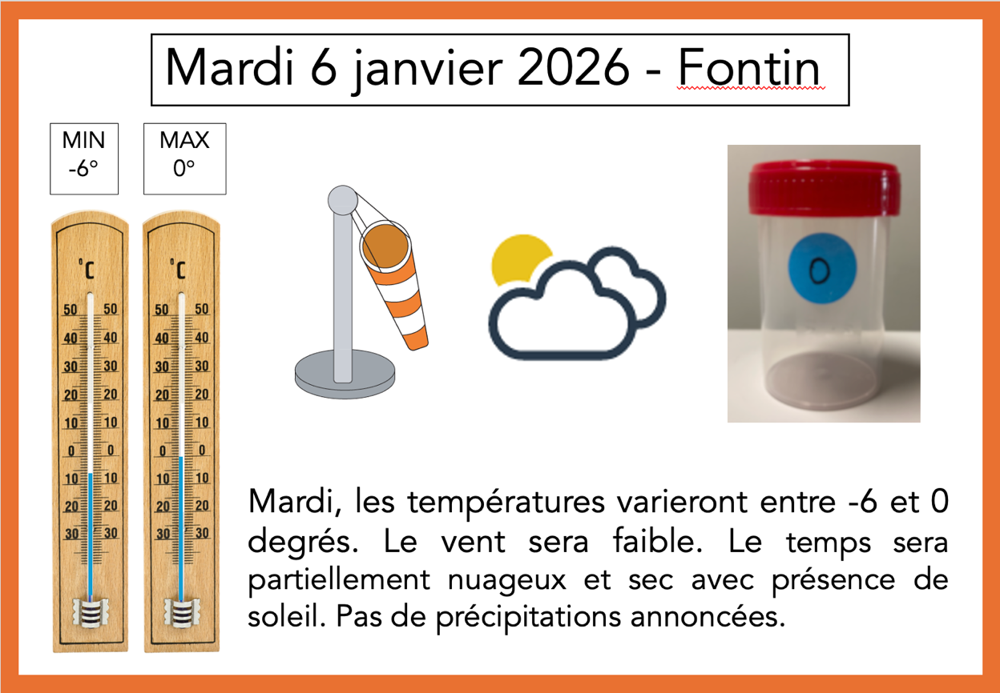 Mardi 6 janvier 2026 - Fontin
MIN
-6°
MAX
0°
°C
50 50
40 40
30 30
20 20
10 10
0 0
10 10
20 20
30 30
°C
50 50
40 40
30 30
20 20
10 10
0 0
10 10
20 20
30 30
0
Mardi, les températures varieront entre -6 et 0
degrés. Le vent sera faible. Le temps sera
partiellement nuageux et sec avec présence de
soleil. Pas de précipitations annoncées.